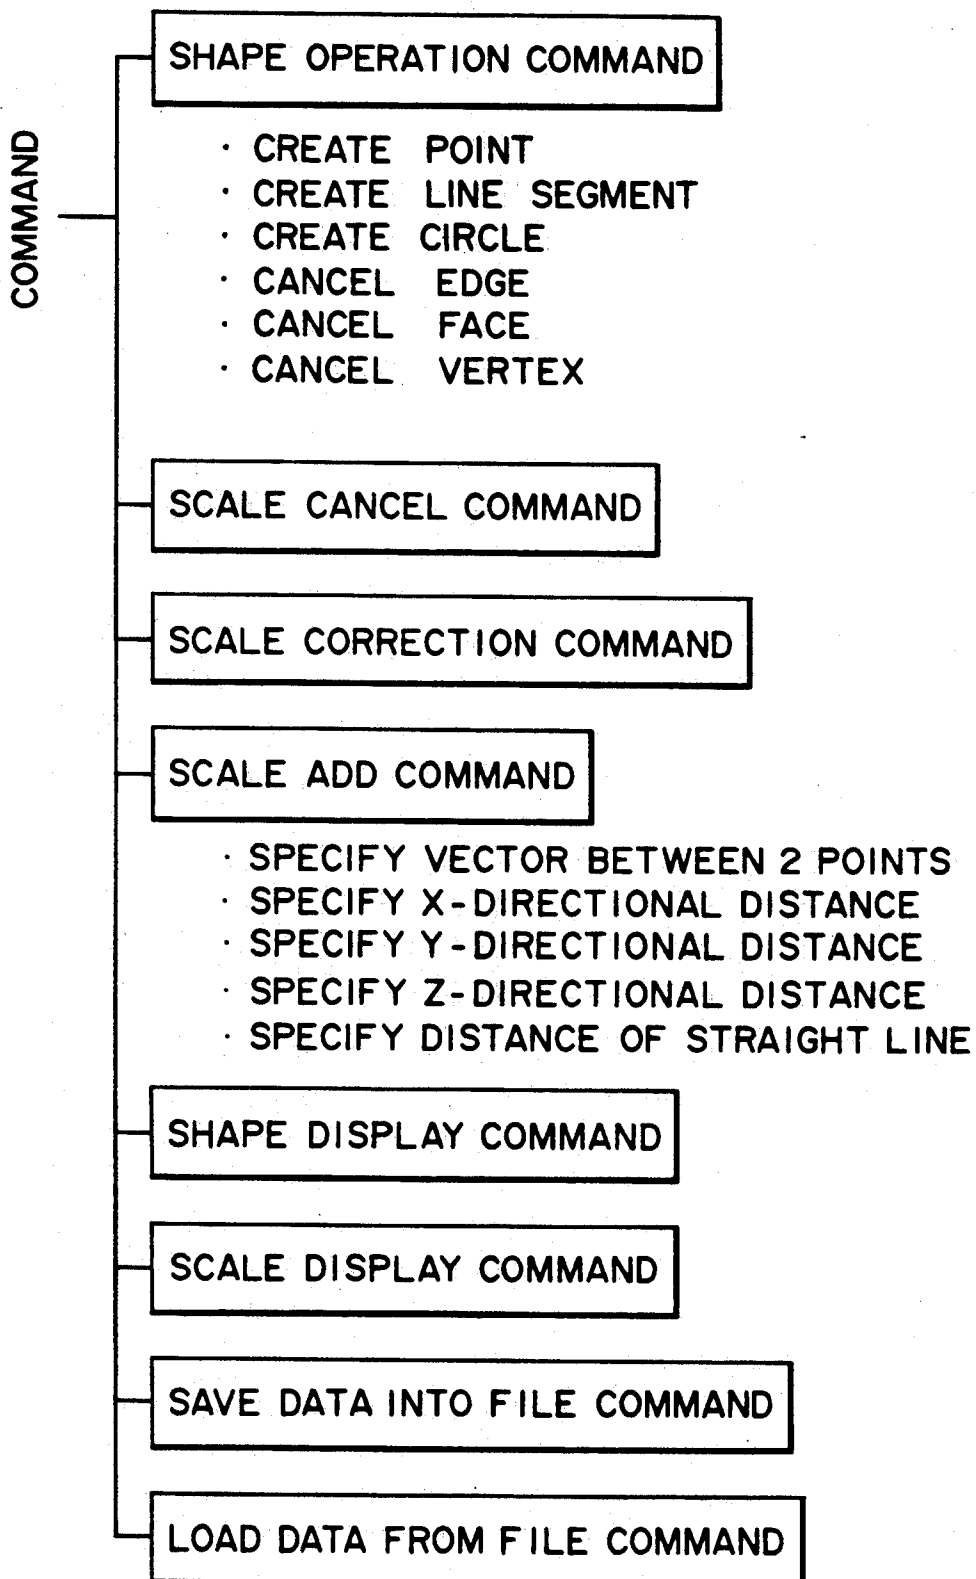 COMMAND
SHAPE OPERATION COMMAND
· CREATE POINT
· CREATE LINE SEGMENT
· CREATE CIRCLE
· CANCEL EDGE
· CANCEL FACE
· CANCEL VERTEX
SCALE CANCEL COMMAND
SCALE CORRECTION COMMAND
SCALE ADD COMMAND
· SPECIFY VECTOR BETWEEN 2 POINTS
· SPECIFY X-DIRECTIONAL DISTANCE
· SPECIFY Y-DIRECTIONAL DISTANCE
· SPECIFY Z-DIRECTIONAL DISTANCE
· SPECIFY DISTANCE OF STRAIGHT LINE
SHAPE DISPLAY COMMAND
SCALE DISPLAY COMMAND
SAVE DATA INTO FILE COMMAND
LOAD DATA FROM FILE COMMAND